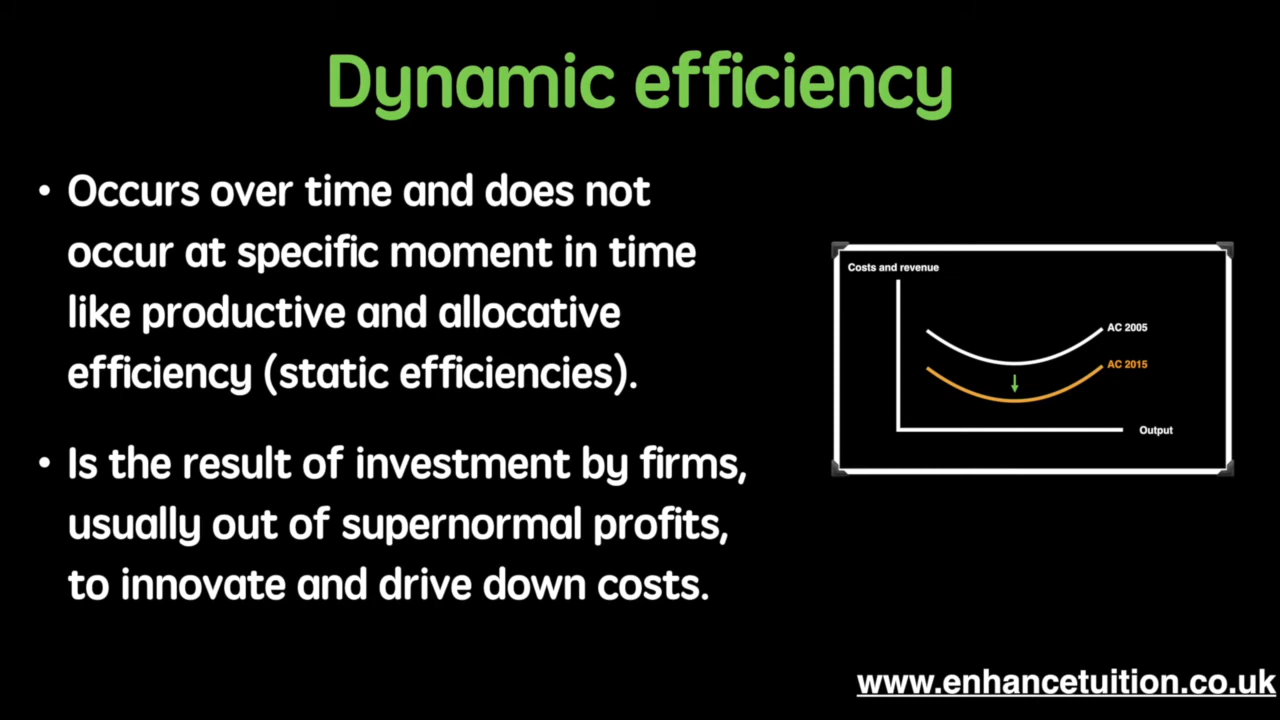 Dynamic efficiency
• Occurs over time and does not
occur at specific moment in time
like productive and allocative
efficiency (static efficiencies).
• Is the result of investment by firms,
usually out of supernormal profits,
to innovate and drive down costs.
Costs and revenue
AC 2005
AC 2015
Output
www.enhancetuition.co.uk